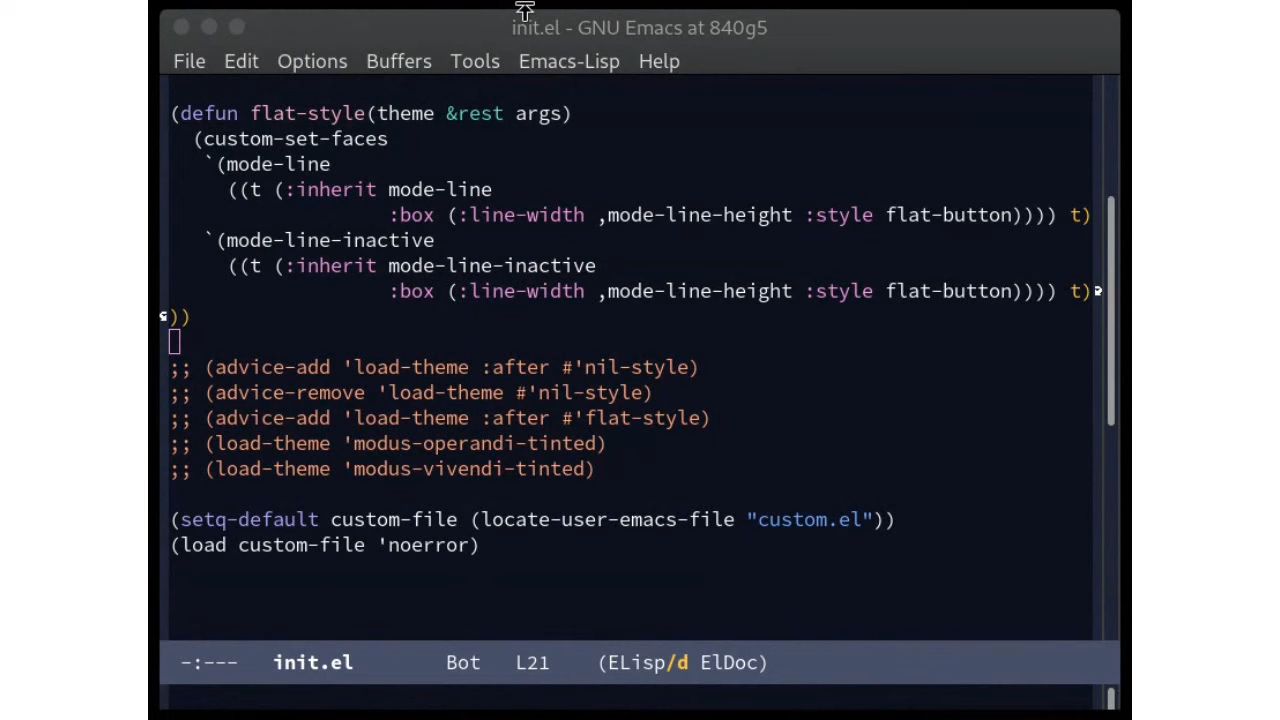 init.el - GNU Emacs at 840g5
File Edit Options Buffers Tools Emacs-Lisp Help
(defun flat-style(theme &rest args)
  (custom-set-faces
   `(mode-line
     ((t (:inherit mode-line
                   :box (:line-width ,mode-line-height :style flat-button)))) t)
   `(mode-line-inactive
     ((t (:inherit mode-line-inactive
                   :box (:line-width ,mode-line-height :style flat-button)))) t)
))
;; (advice-add 'load-theme :after #'nil-style)
;; (advice-remove 'load-theme #'nil-style)
;; (advice-add 'load-theme :after #'flat-style)
;; (load-theme 'modus-operandi-tinted)
;; (load-theme 'modus-vivendi-tinted)
(setq-default custom-file (locate-user-emacs-file "custom.el"))
(load custom-file 'noerror)
-:--- init.el Bot L21 (ELisp/d ElDoc)